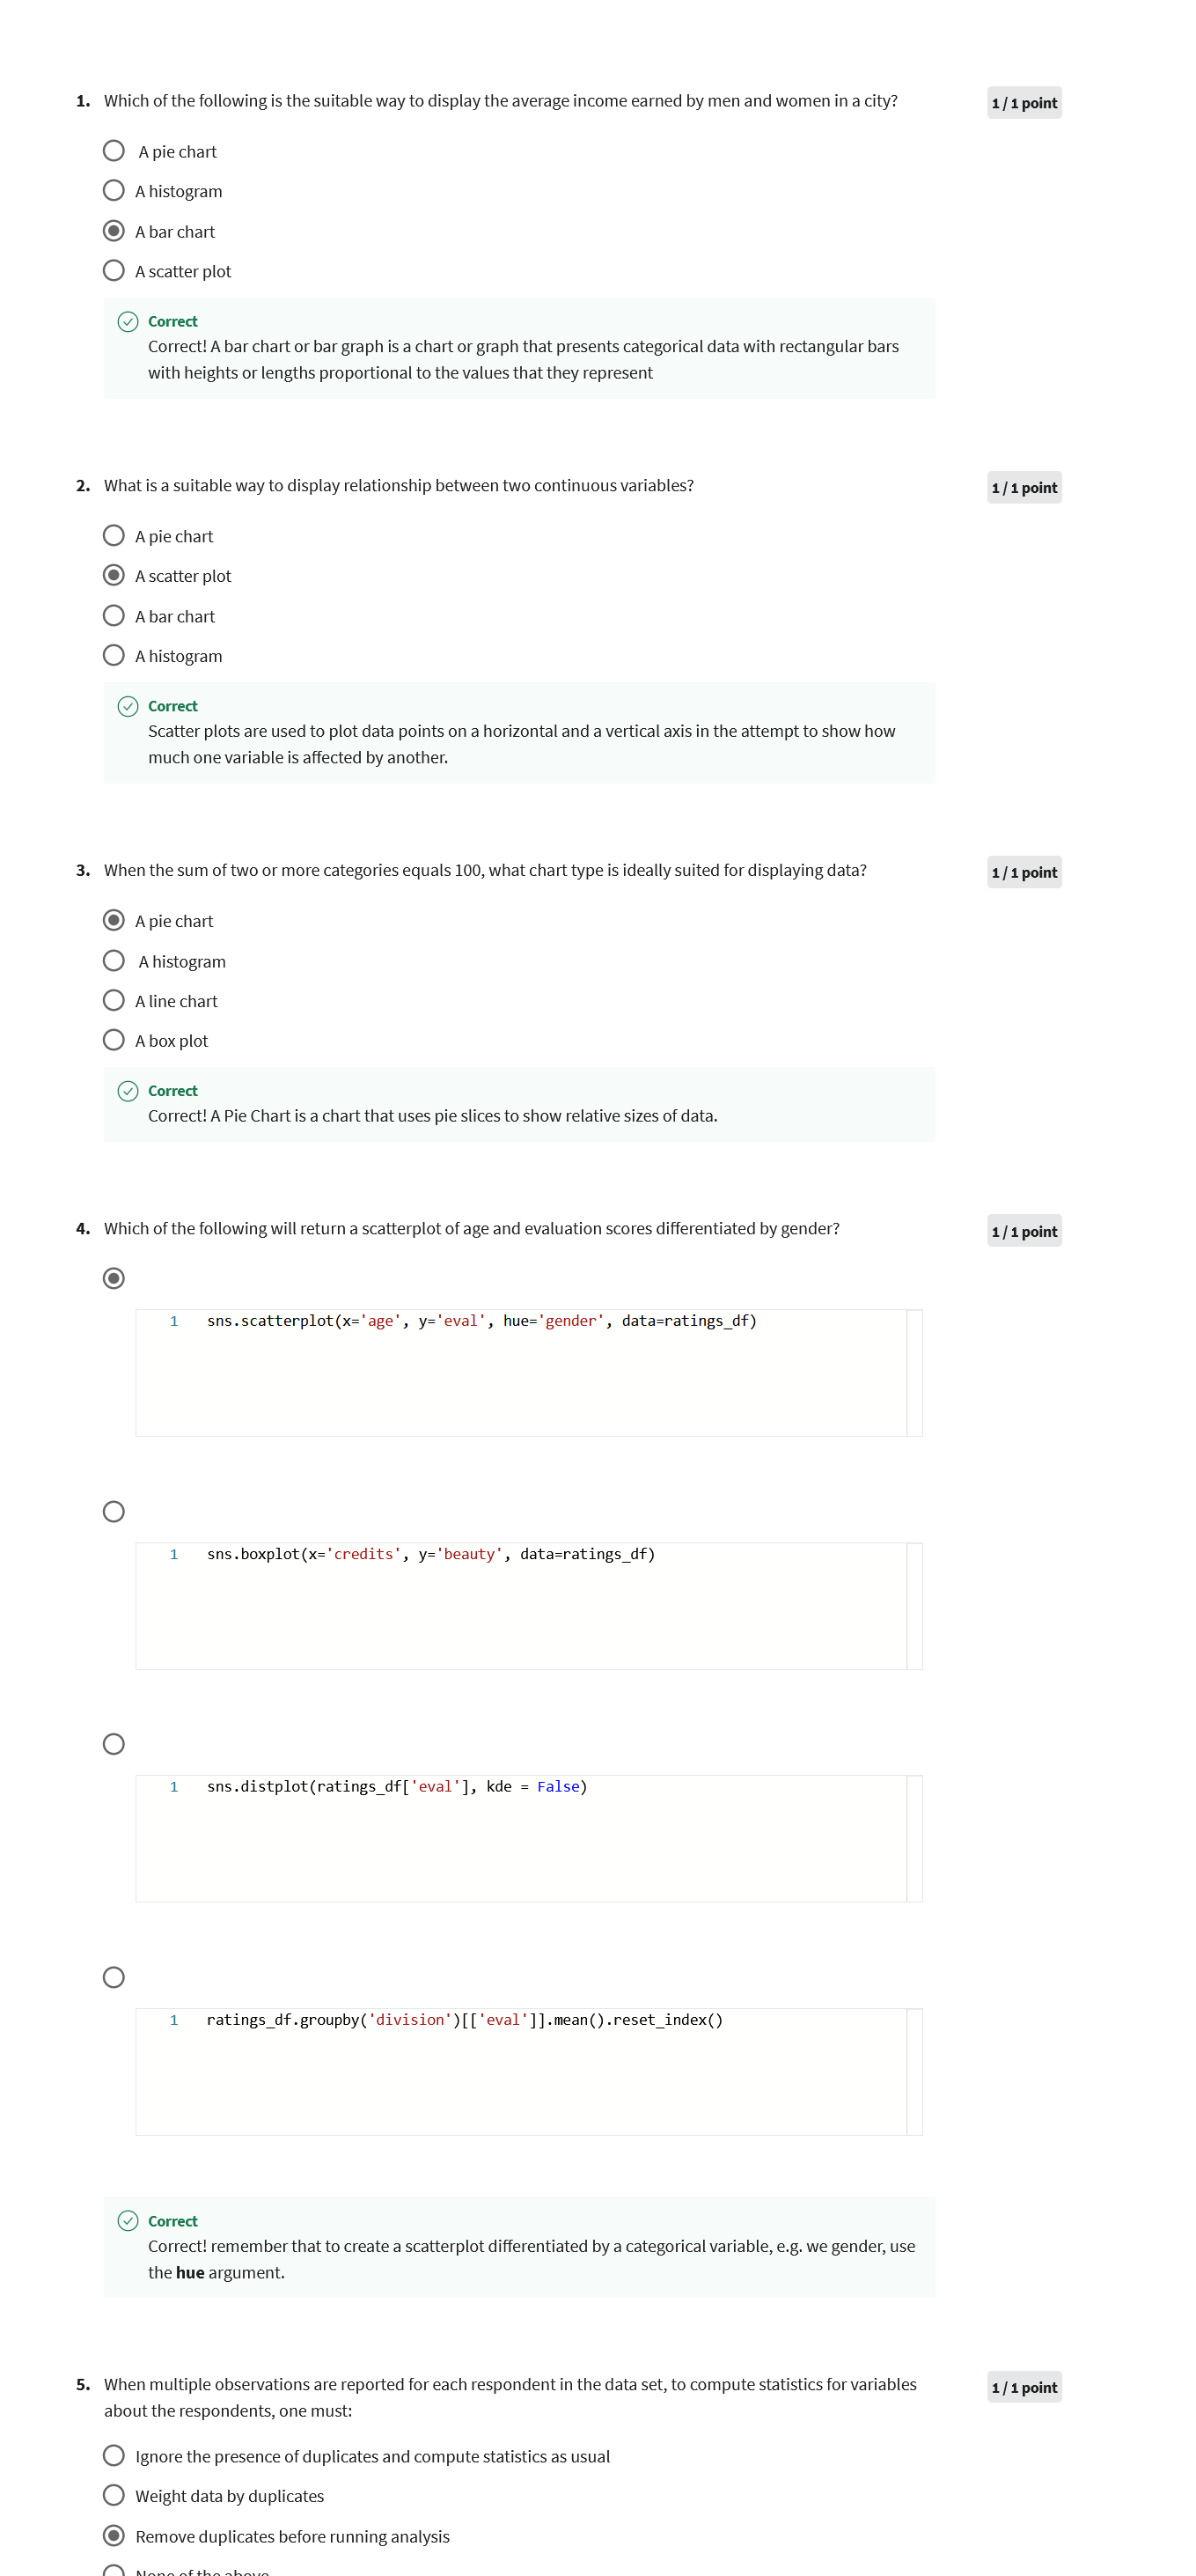 1. Which of the following is the suitable way to display the average income earned by men and women in a city?
1 / 1 point
A pie chart
A histogram
A bar chart
A scatter plot
Correct
Correct! A bar chart or bar graph is a chart or graph that presents categorical data with rectangular bars
with heights or lengths proportional to the values that they represent
2. What is a suitable way to display relationship between two continuous variables?
1 / 1 point
A pie chart
A scatter plot
A bar chart
A histogram
Correct
Scatter plots are used to plot data points on a horizontal and a vertical axis in the attempt to show how
much one variable is affected by another.
3. When the sum of two or more categories equals 100, what chart type is ideally suited for displaying data?
1 / 1 point
A pie chart
A histogram
A line chart
A box plot
Correct
Correct! A Pie Chart is a chart that uses pie slices to show relative sizes of data.
4. Which of the following will return a scatterplot of age and evaluation scores differentiated by gender?
1 / 1 point
1 sns.scatterplot(x='age', y='eval', hue='gender', data=ratings_df)
1 sns.boxplot(x='credits', y='beauty', data=ratings_df)
1 sns.distplot(ratings_df['eval'], kde = False)
1 ratings_df.groupby('division')[['eval']].mean().reset_index()
Correct
Correct! remember that to create a scatterplot differentiated by a categorical variable, e.g. we gender, use
the hue argument.
5. When multiple observations are reported for each respondent in the data set, to compute statistics for variables
about the respondents, one must:
1 / 1 point
Ignore the presence of duplicates and compute statistics as usual
Weight data by duplicates
Remove duplicates before running analysis
None of the above